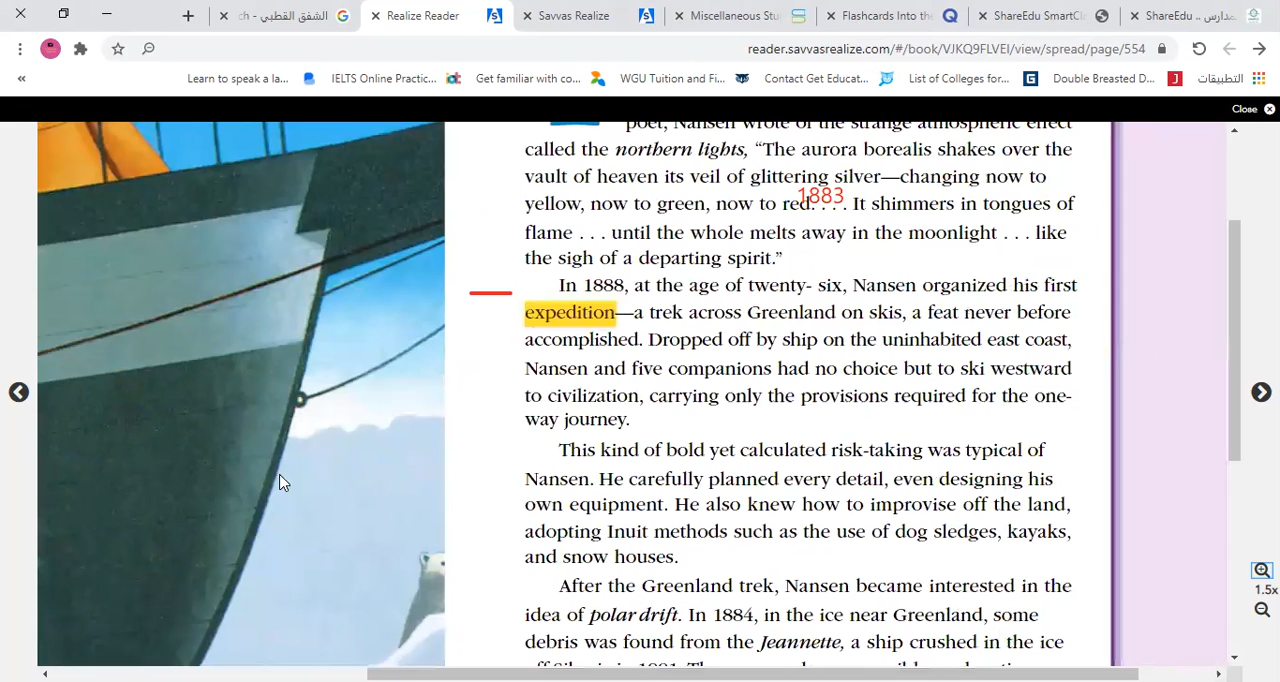 الشفق القطبي - ch
Realize Reader
Savvas Realize
Miscellaneous Stu
Flashcards Into the
ShareEdu SmartCla
ShareEdu .. مدارس
reader.savvasrealize.com/#/book/VJKQ9FLVEI/view/spread/page/554
Learn to speak a la...
IELTS Online Practic...
Get familiar with co...
WGU Tuition and Fi...
Contact Get Educat...
List of Colleges for...
Double Breasted D...
التطبيقات
Close
poet, Nansen wrote of the strange atmospheric effect
called the northern lights, “The aurora borealis shakes over the
vault of heaven its veil of glittering silver—changing now to
1883
yellow, now to green, now to red. . . . It shimmers in tongues of
flame . . . until the whole melts away in the moonlight . . . like
the sigh of a departing spirit.”
In 1888, at the age of twenty- six, Nansen organized his first
expedition—a trek across Greenland on skis, a feat never before
accomplished. Dropped off by ship on the uninhabited east coast,
Nansen and five companions had no choice but to ski westward
to civilization, carrying only the provisions required for the one-
way journey.
This kind of bold yet calculated risk-taking was typical of
Nansen. He carefully planned every detail, even designing his
own equipment. He also knew how to improvise off the land,
adopting Inuit methods such as the use of dog sledges, kayaks,
and snow houses.
After the Greenland trek, Nansen became interested in the
idea of polar drift. In 1884, in the ice near Greenland, some
debris was found from the Jeannette, a ship crushed in the ice
1.5x